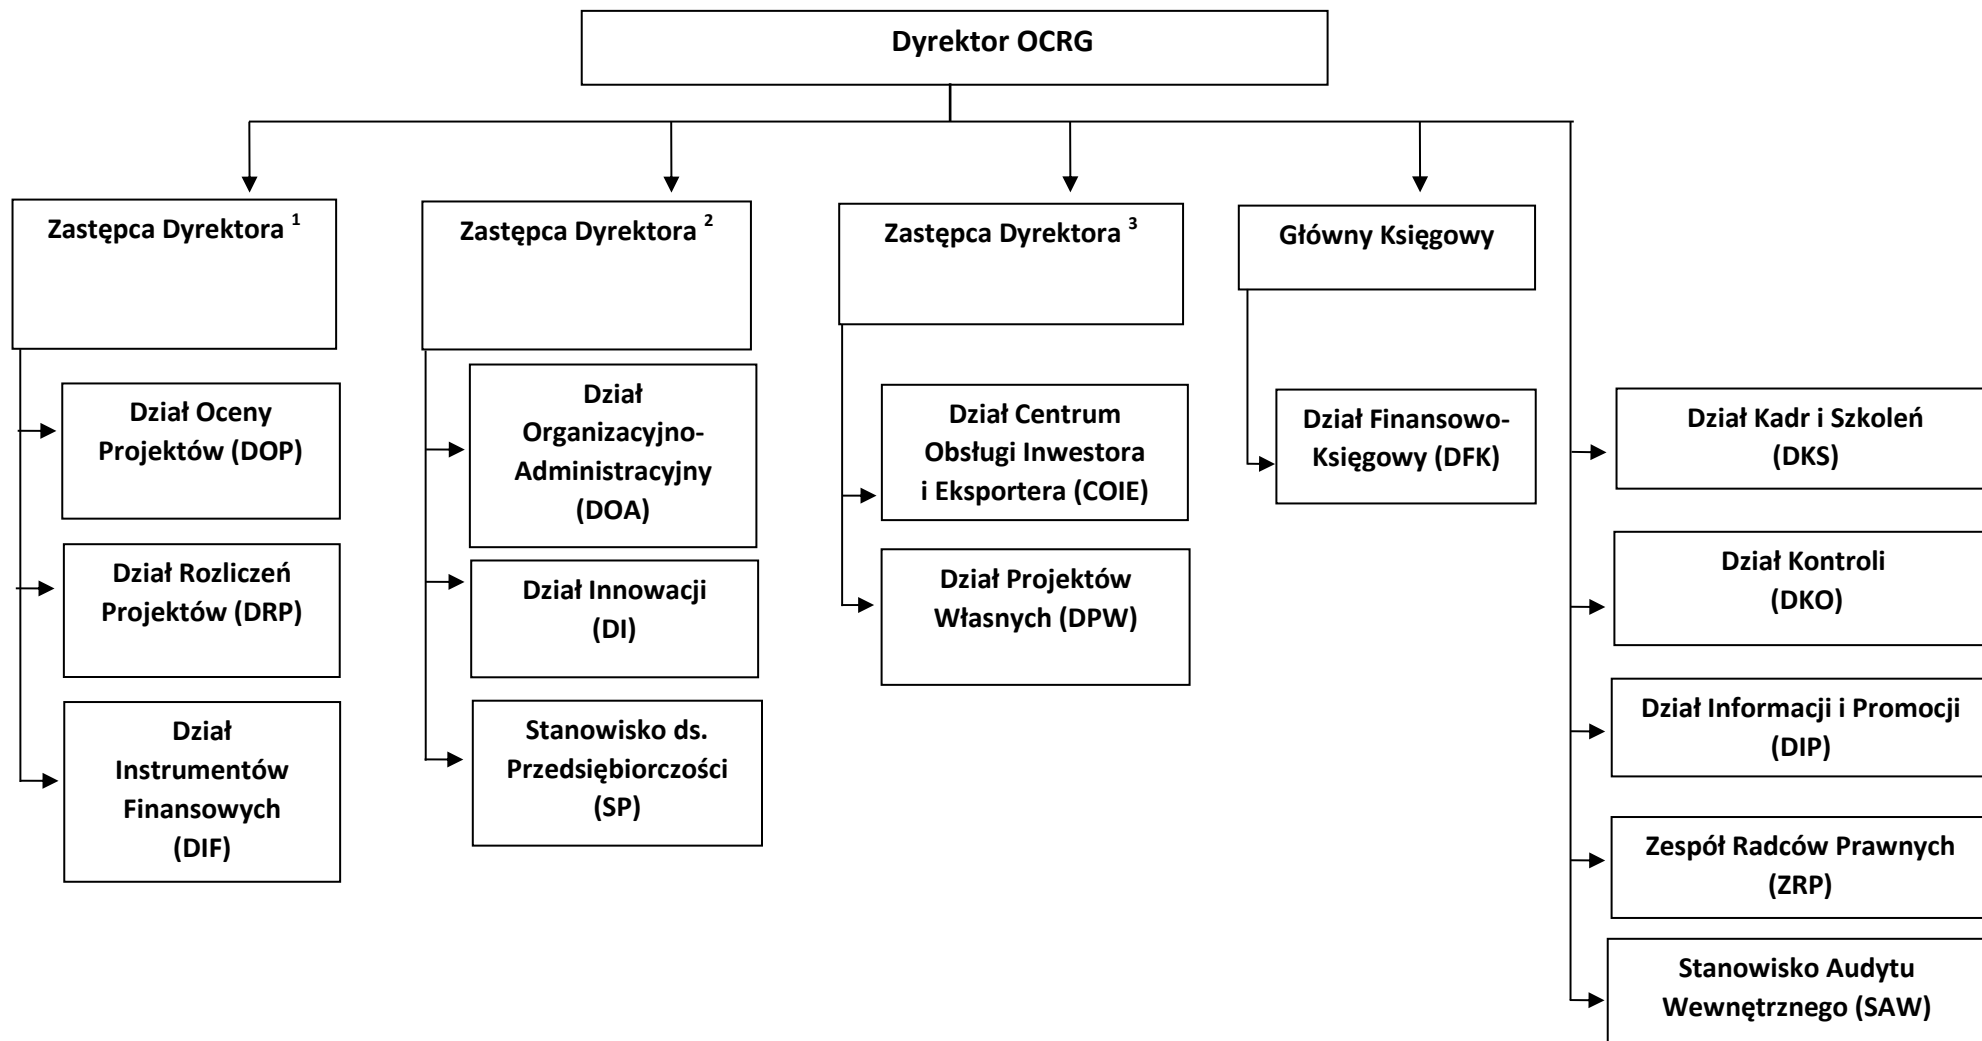 Dyrektor OCRG
Zastępca Dyrektora 1
Zastępca Dyrektora 2
Zastępca Dyrektora 3
Główny Księgowy
Dział Oceny
Projektów (DOP)
Dział Rozliczeń
Projektów (DRP)
Dział
Instrumentów
Finansowych
(DIF)
Dział
Organizacyjno-
Administracyjny
(DOA)
Dział Innowacji
(DI)
Stanowisko ds.
Przedsiębiorczości
(SP)
Dział Centrum
Obsługi Inwestora
i Eksportera (COIE)
Dział Projektów
Własnych (DPW)
Dział Finansowo-
Księgowy (DFK)
Dział Kadr i Szkoleń
(DKS)
Dział Kontroli
(DKO)
Dział Informacji i Promocji
(DIP)
Zespół Radców Prawnych
(ZRP)
Stanowisko Audytu
Wewnętrznego (SAW)